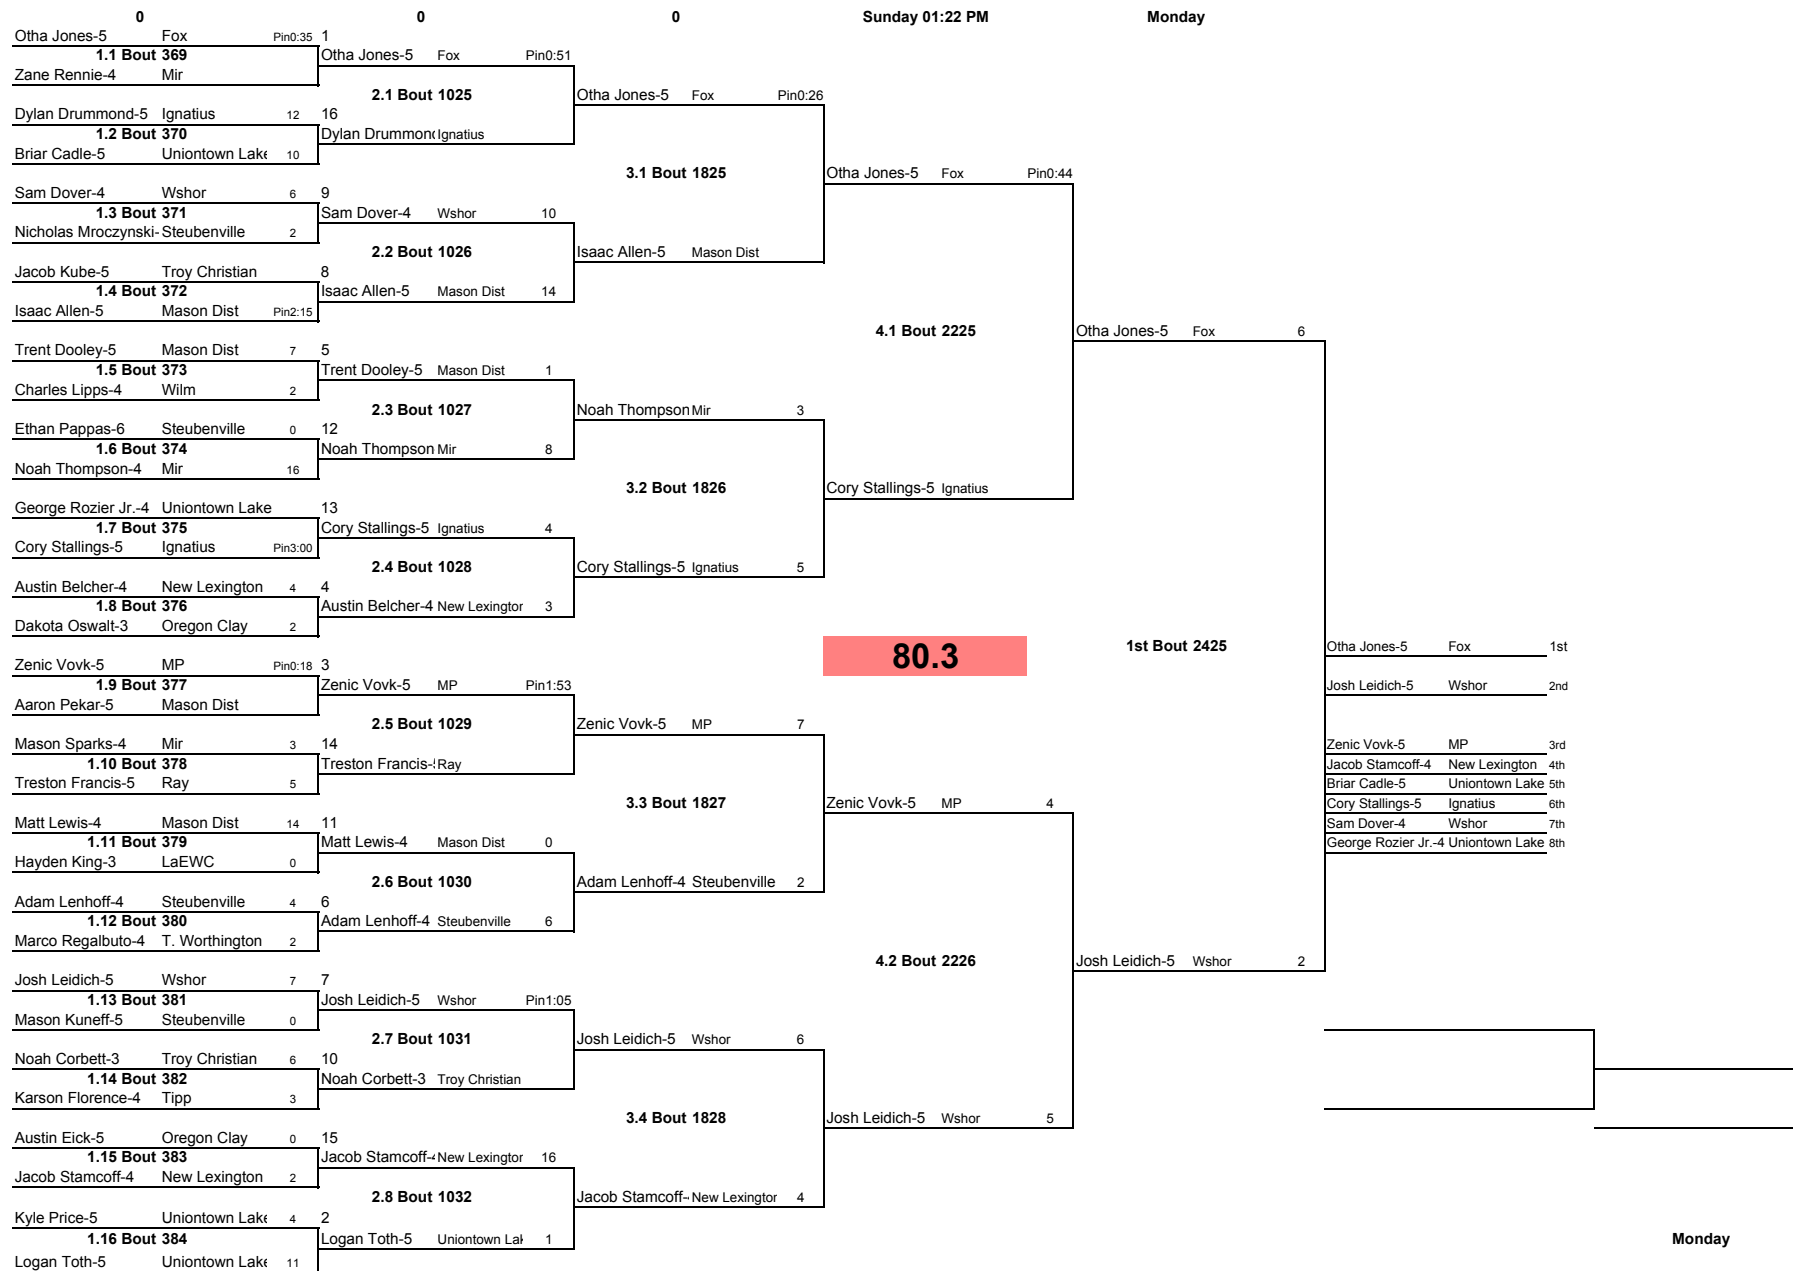 0 0 0 Sunday 01:22 PM Monday
Otha Jones-5 Fox Pin0:35 1
1.1 Bout 369 Otha Jones-5 Fox Pin0:51
Zane Rennie-4 Mir
2.1 Bout 1025 Otha Jones-5 Fox Pin0:26
Dylan Drummond-5 Ignatius 12 16
1.2 Bout 370 Dylan Drummond Ignatius
Briar Cadle-5 Uniontown Lake 10
3.1 Bout 1825 Otha Jones-5 Fox Pin0:44
Sam Dover-4 Wshor 6 9
1.3 Bout 371 Sam Dover-4 Wshor 10
Nicholas Mroczynski- Steubenville 2
2.2 Bout 1026 Isaac Allen-5 Mason Dist
Jacob Kube-5 Troy Christian 8
1.4 Bout 372 Isaac Allen-5 Mason Dist 14
Isaac Allen-5 Mason Dist Pin2:15
4.1 Bout 2225 Otha Jones-5 Fox 6
Trent Dooley-5 Mason Dist 7 5
1.5 Bout 373 Trent Dooley-5 Mason Dist 1
Charles Lipps-4 Wilm 2
2.3 Bout 1027 Noah Thompson Mir 3
Ethan Pappas-6 Steubenville 0 12
1.6 Bout 374 Noah Thompson Mir 8
Noah Thompson-4 Mir 16
3.2 Bout 1826 Cory Stallings-5 Ignatius
George Rozier Jr.-4 Uniontown Lake 13
1.7 Bout 375 Cory Stallings-5 Ignatius 4
Cory Stallings-5 Ignatius Pin3:00
2.4 Bout 1028 Cory Stallings-5 Ignatius 5
Austin Belcher-4 New Lexington 4 4
1.8 Bout 376 Austin Belcher-4 New Lexington 3
Dakota Oswalt-3 Oregon Clay 2
80.3 1st Bout 2425 Otha Jones-5 Fox 1st
Zenic Vovk-5 MP Pin0:18 3
1.9 Bout 377 Zenic Vovk-5 MP Pin1:53 Josh Leidich-5 Wshor 2nd
Aaron Pekar-5 Mason Dist
2.5 Bout 1029 Zenic Vovk-5 MP 7
Mason Sparks-4 Mir 3 14 Zenic Vovk-5 MP 3rd
1.10 Bout 378 Treston Francis- Ray Jacob Stamcoff-4 New Lexington 4th
Treston Francis-5 Ray 5 Briar Cadle-5 Uniontown Lake 5th
3.3 Bout 1827 Zenic Vovk-5 MP 4 Cory Stallings-5 Ignatius 6th
Matt Lewis-4 Mason Dist 14 11 Sam Dover-4 Wshor 7th
1.11 Bout 379 Matt Lewis-4 Mason Dist 0 George Rozier Jr.-4 Uniontown Lake 8th
Hayden King-3 LaEWC 0
2.6 Bout 1030 Adam Lenhoff-4 Steubenville 2
Adam Lenhoff-4 Steubenville 4 6
1.12 Bout 380 Adam Lenhoff-4 Steubenville 6
Marco Regalbuto-4 T. Worthington 2
4.2 Bout 2226 Josh Leidich-5 Wshor 2
Josh Leidich-5 Wshor 7 7
1.13 Bout 381 Josh Leidich-5 Wshor Pin1:05
Mason Kuneff-5 Steubenville 0
2.7 Bout 1031 Josh Leidich-5 Wshor 6
Noah Corbett-3 Troy Christian 6 10
1.14 Bout 382 Noah Corbett-3 Troy Christian
Karson Florence-4 Tipp 3
3.4 Bout 1828 Josh Leidich-5 Wshor 5
Austin Eick-5 Oregon Clay 0 15
1.15 Bout 383 Jacob Stamcoff- New Lexington 16
Jacob Stamcoff-4 New Lexington 2
2.8 Bout 1032 Jacob Stamcoff- New Lexington 4
Kyle Price-5 Uniontown Lake 4 2
1.16 Bout 384 Logan Toth-5 Uniontown Lak 1 Monday
Logan Toth-5 Uniontown Lake 11